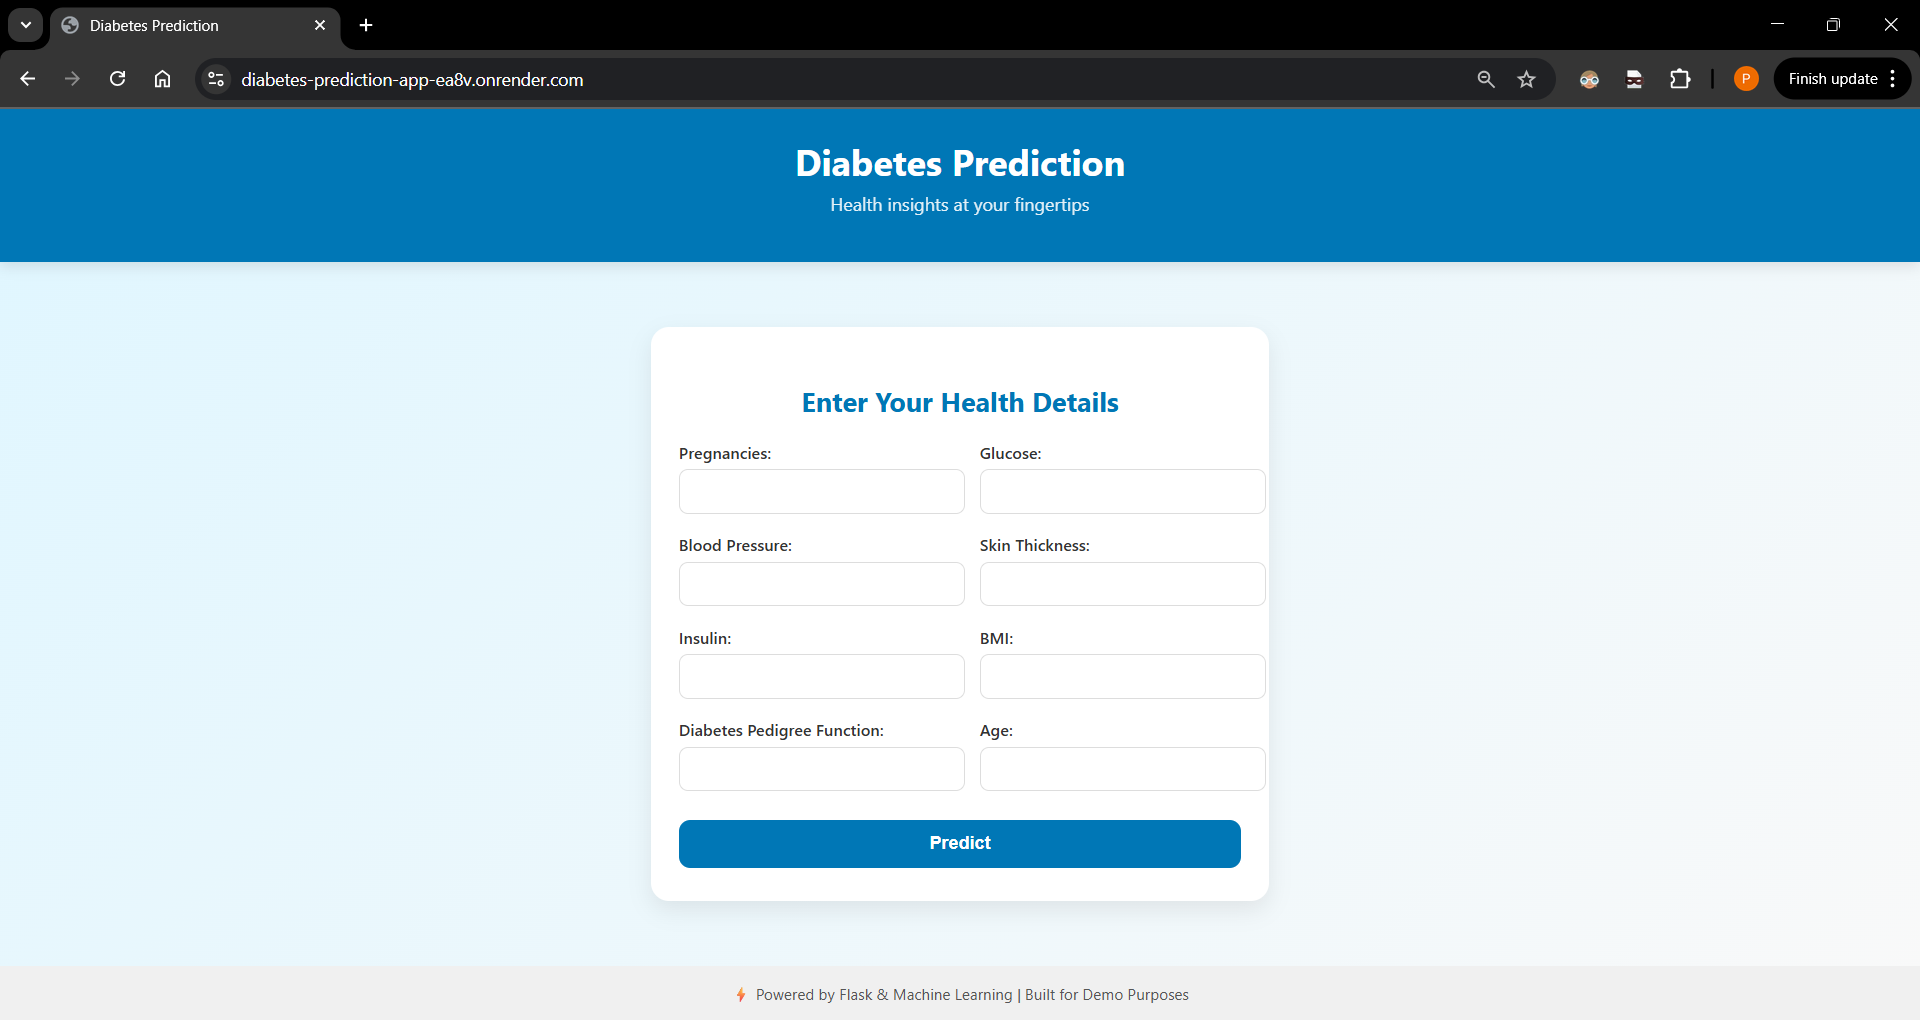 Diabetes Prediction
diabetes-prediction-app-ea8v.onrender.com
P
Finish update
Diabetes Prediction
Health insights at your fingertips
Enter Your Health Details
Pregnancies: Glucose:
Blood Pressure: Skin Thickness:
Insulin: BMI:
Diabetes Pedigree Function: Age:
Predict
Powered by Flask & Machine Learning | Built for Demo Purposes